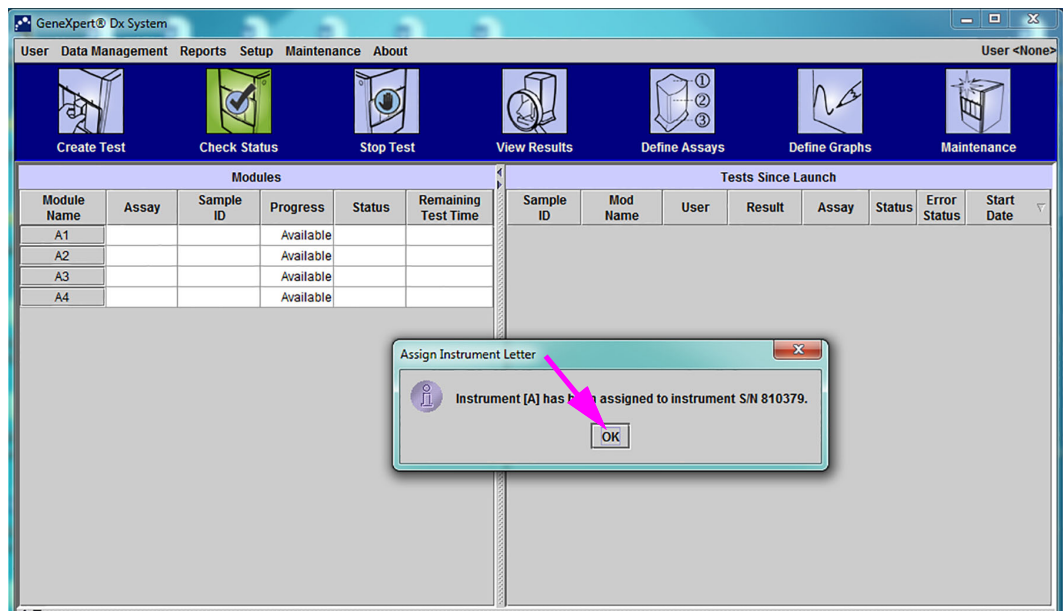 GeneXpert® Dx System
User Data Management Reports Setup Maintenance About User <None>
① ② ③
Create Test Check Status Stop Test View Results Define Assays Define Graphs Maintenance
Modules
Module Name Assay Sample ID Progress Status Remaining Test Time
A1 Available
A2 Available
A3 Available
A4 Available
Tests Since Launch
Sample ID Mod Name User Result Assay Status Error Status Start Date
Assign Instrument Letter
Instrument [A] has assigned to instrument S/N 810379.
OK